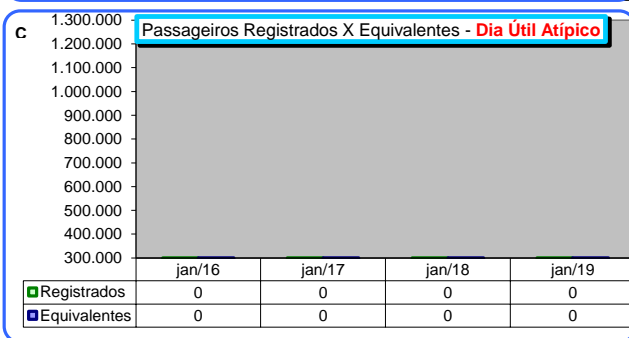 C
Passageiros Registrados X Equivalentes - Dia Útil Atípico
1.300.000
1.200.000
1.100.000
1.000.000
900.000
800.000
700.000
600.000
500.000
400.000
300.000
jan/16 jan/17 jan/18 jan/19
Registrados 0 0 0 0
Equivalentes 0 0 0 0